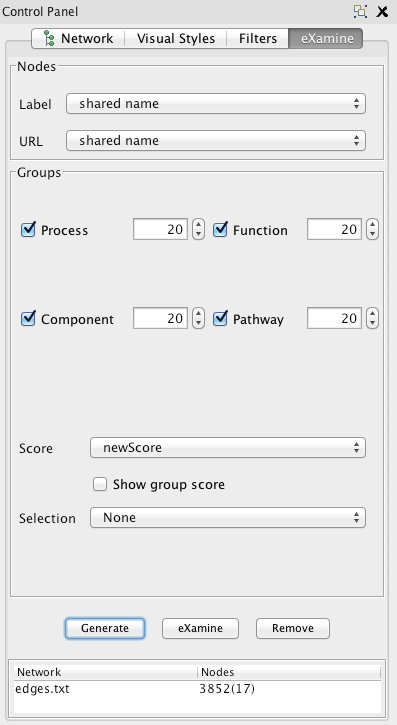 Control Panel
Network Visual Styles Filters eXamine
Nodes
Label shared name
URL shared name
Groups
Process 20 Function 20
Component 20 Pathway 20
Score newScore
Show group score
Selection None
Generate eXamine Remove
Network Nodes
edges.txt 3852(17)